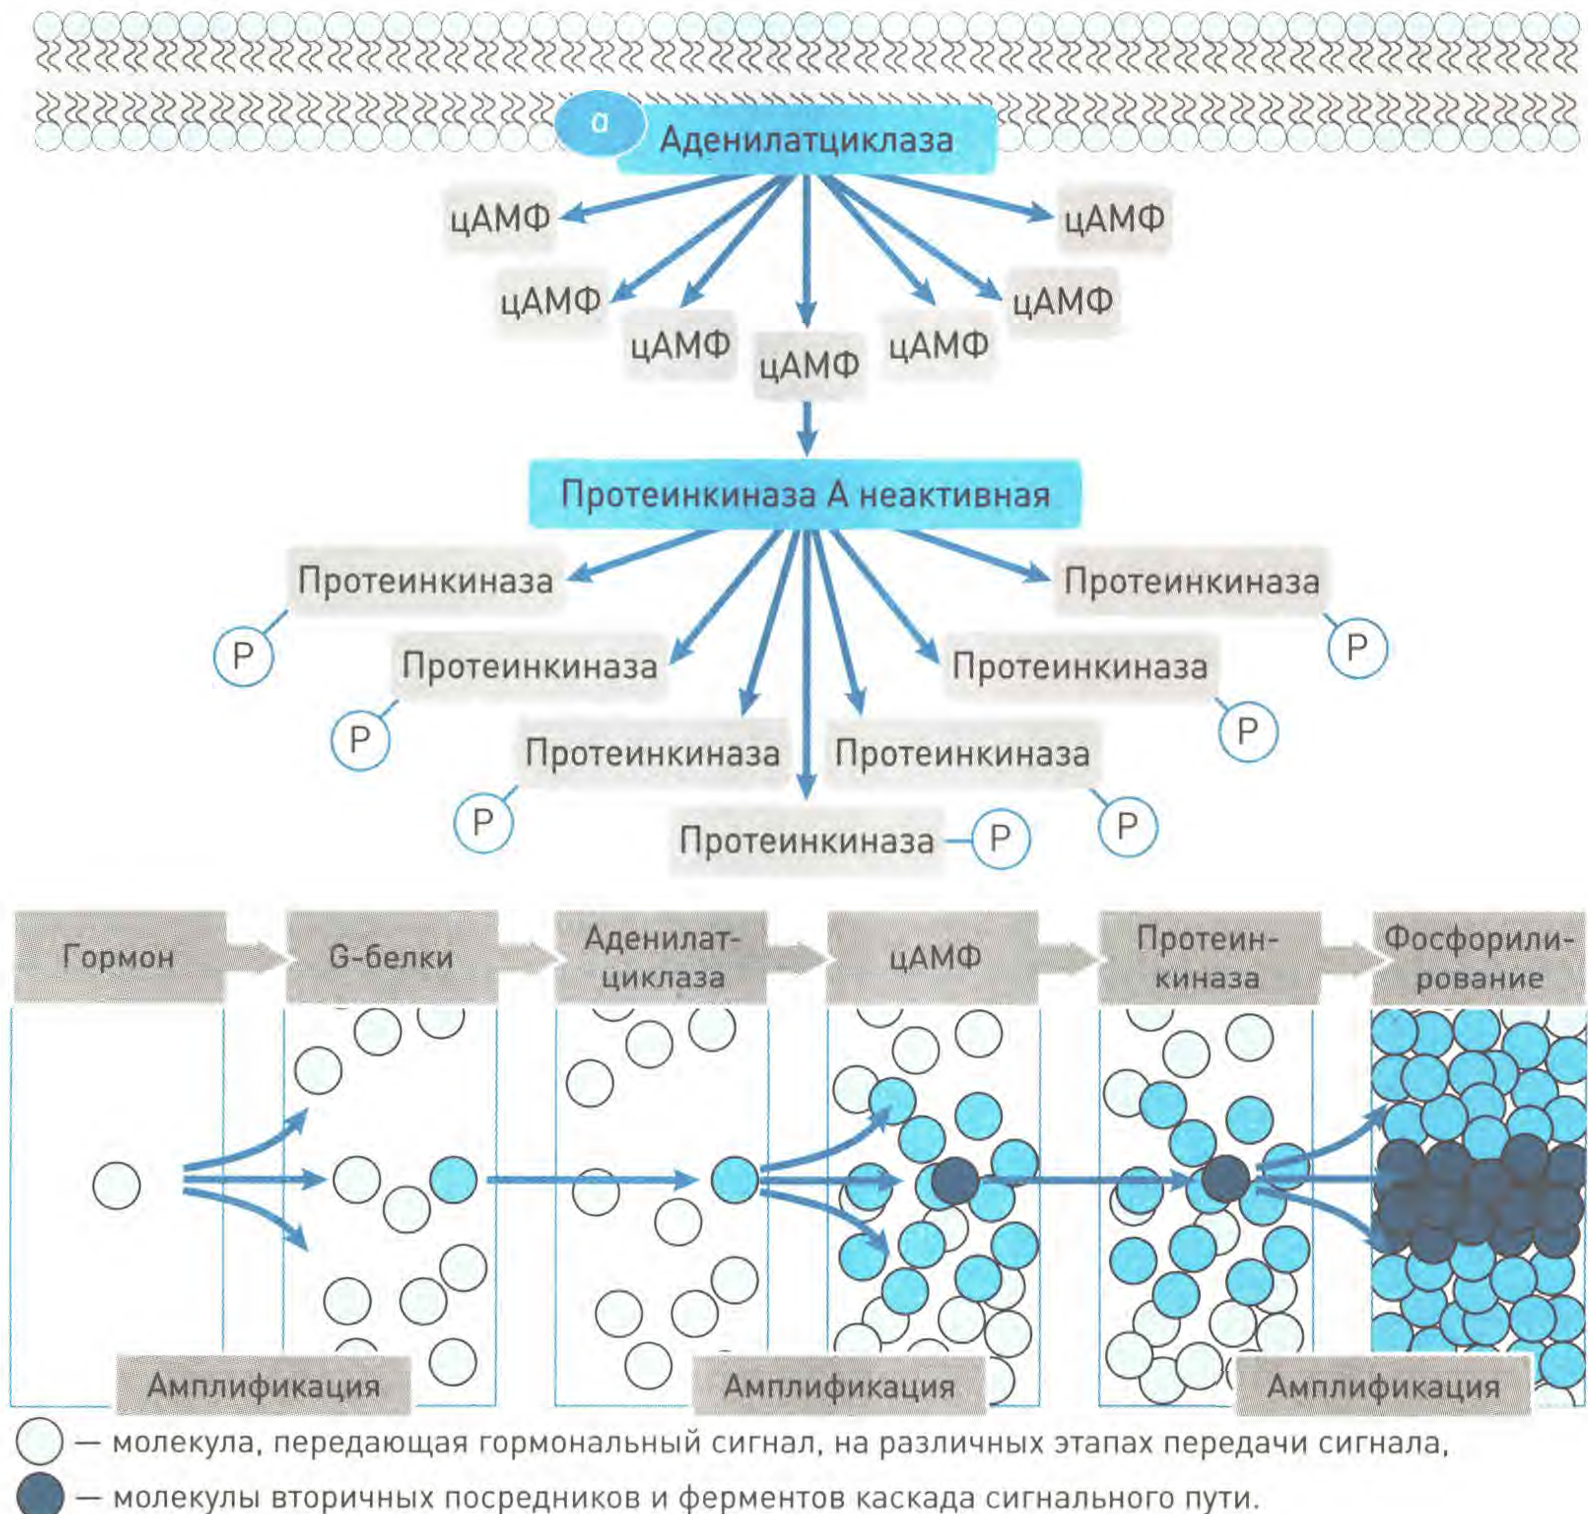 α
Аденилатциклаза
цАМФ
цАМФ
цАМФ
цАМФ
цАМФ
цАМФ
цАМФ
Протеинкиназа А неактивная
Протеинкиназа
Протеинкиназа
P
P
Протеинкиназа
Протеинкиназа
P
P
Протеинкиназа
Протеинкиназа
P
P
Протеинкиназа
P
Гормон
G-белки
Аденилат-
циклаза
цАМФ
Протеин-
киназа
Фосфорили-
рование
Амплификация
Амплификация
Амплификация
— молекула, передающая гормональный сигнал, на различных этапах передачи сигнала,
— молекулы вторичных посредников и ферментов каскада сигнального пути.